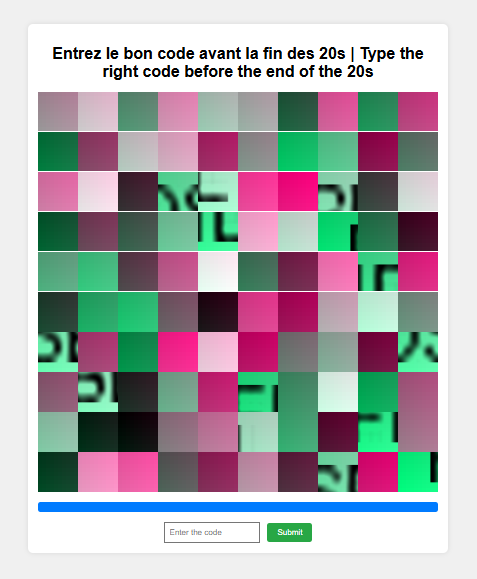 Entrez le bon code avant la fin des 20s | Type the
right code before the end of the 20s
Enter the code
Submit